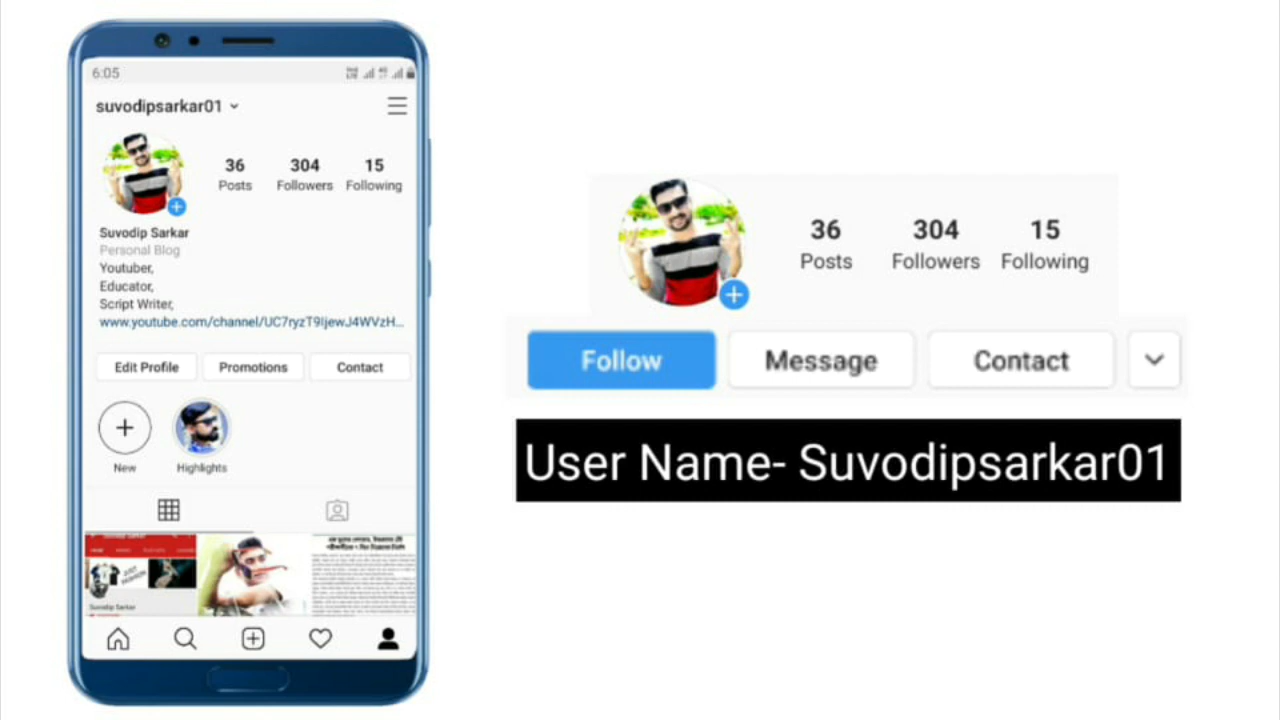 6:05
suvodipsarkar01
36 304 15
Posts Followers Following
Suvodip Sarkar
Personal Blog
Youtuber,
Educator,
Script Writer,
www.youtube.com/channel/UC7ryzT9IjewJ4WVzH...
Edit Profile Promotions Contact
New Highlights
Suvodip Sarkar
36 304 15
Posts Followers Following
Follow Message Contact
User Name- Suvodipsarkar01